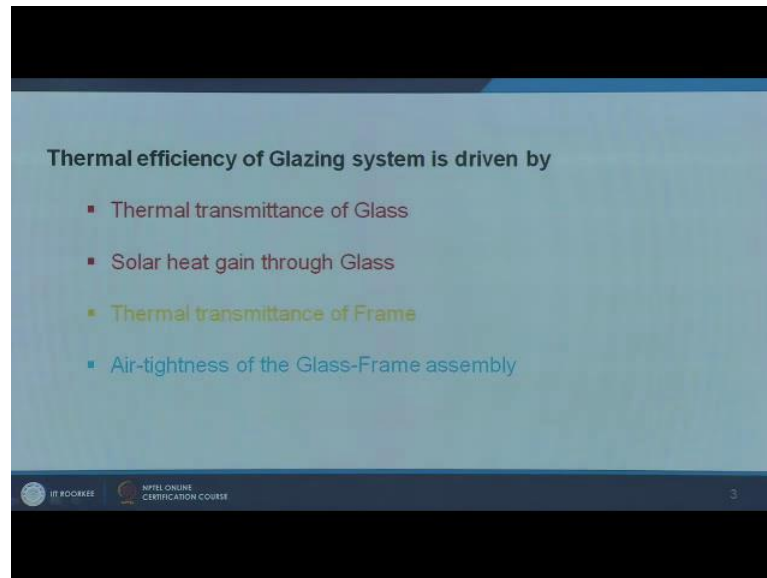 Thermal efficiency of Glazing system is driven by
▪ Thermal transmittance of Glass
▪ Solar heat gain through Glass
▪ Thermal transmittance of Frame
▪ Air-tightness of the Glass-Frame assembly
IIT ROORKEE
NPTEL ONLINE
CERTIFICATION COURSE
3